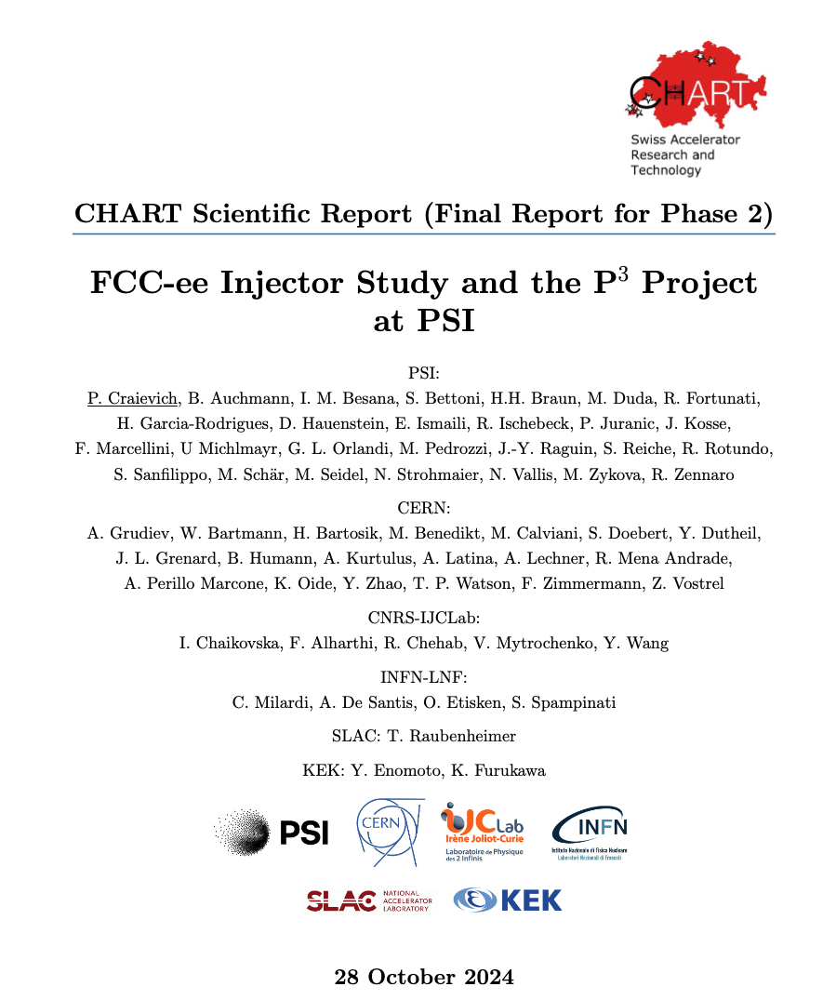 CHART
Swiss Accelerator
Research and
Technology
CHART Scientific Report (Final Report for Phase 2)
FCC-ee Injector Study and the P³ Project
at PSI
PSI:
P. Craievich, B. Auchmann, I. M. Besana, S. Bettoni, H.H. Braun, M. Duda, R. Fortunati,
H. Garcia-Rodrigues, D. Hauenstein, E. Ismaili, R. Ischebeck, P. Juranic, J. Kosse,
F. Marcellini, U Michlmayr, G. L. Orlandi, M. Pedrozzi, J.-Y. Raguin, S. Reiche, R. Rotundo,
S. Sanfilippo, M. Schär, M. Seidel, N. Strohmaier, N. Vallis, M. Zykova, R. Zennaro
CERN:
A. Grudiev, W. Bartmann, H. Bartosik, M. Benedikt, M. Calviani, S. Doebert, Y. Dutheil,
J. L. Grenard, B. Humann, A. Kurtulus, A. Latina, A. Lechner, R. Mena Andrade,
A. Perillo Marcone, K. Oide, Y. Zhao, T. P. Watson, F. Zimmermann, Z. Vostrel
CNRS-IJCLab:
I. Chaikovska, F. Alharthi, R. Chehab, V. Mytrochenko, Y. Wang
INFN-LNF:
C. Milardi, A. De Santis, O. Etisken, S. Spampinati
SLAC: T. Raubenheimer
KEK: Y. Enomoto, K. Furukawa
PSI
CERN
iJCLab
Irène Joliot-Curie
Laboratoire de Physique
des 2 Infinis
INFN
Istituto Nazionale di Fisica Nucleare
Laboratori Nazionali di Frascati
SLAC NATIONAL
ACCELERATOR
LABORATORY
KEK
28 October 2024